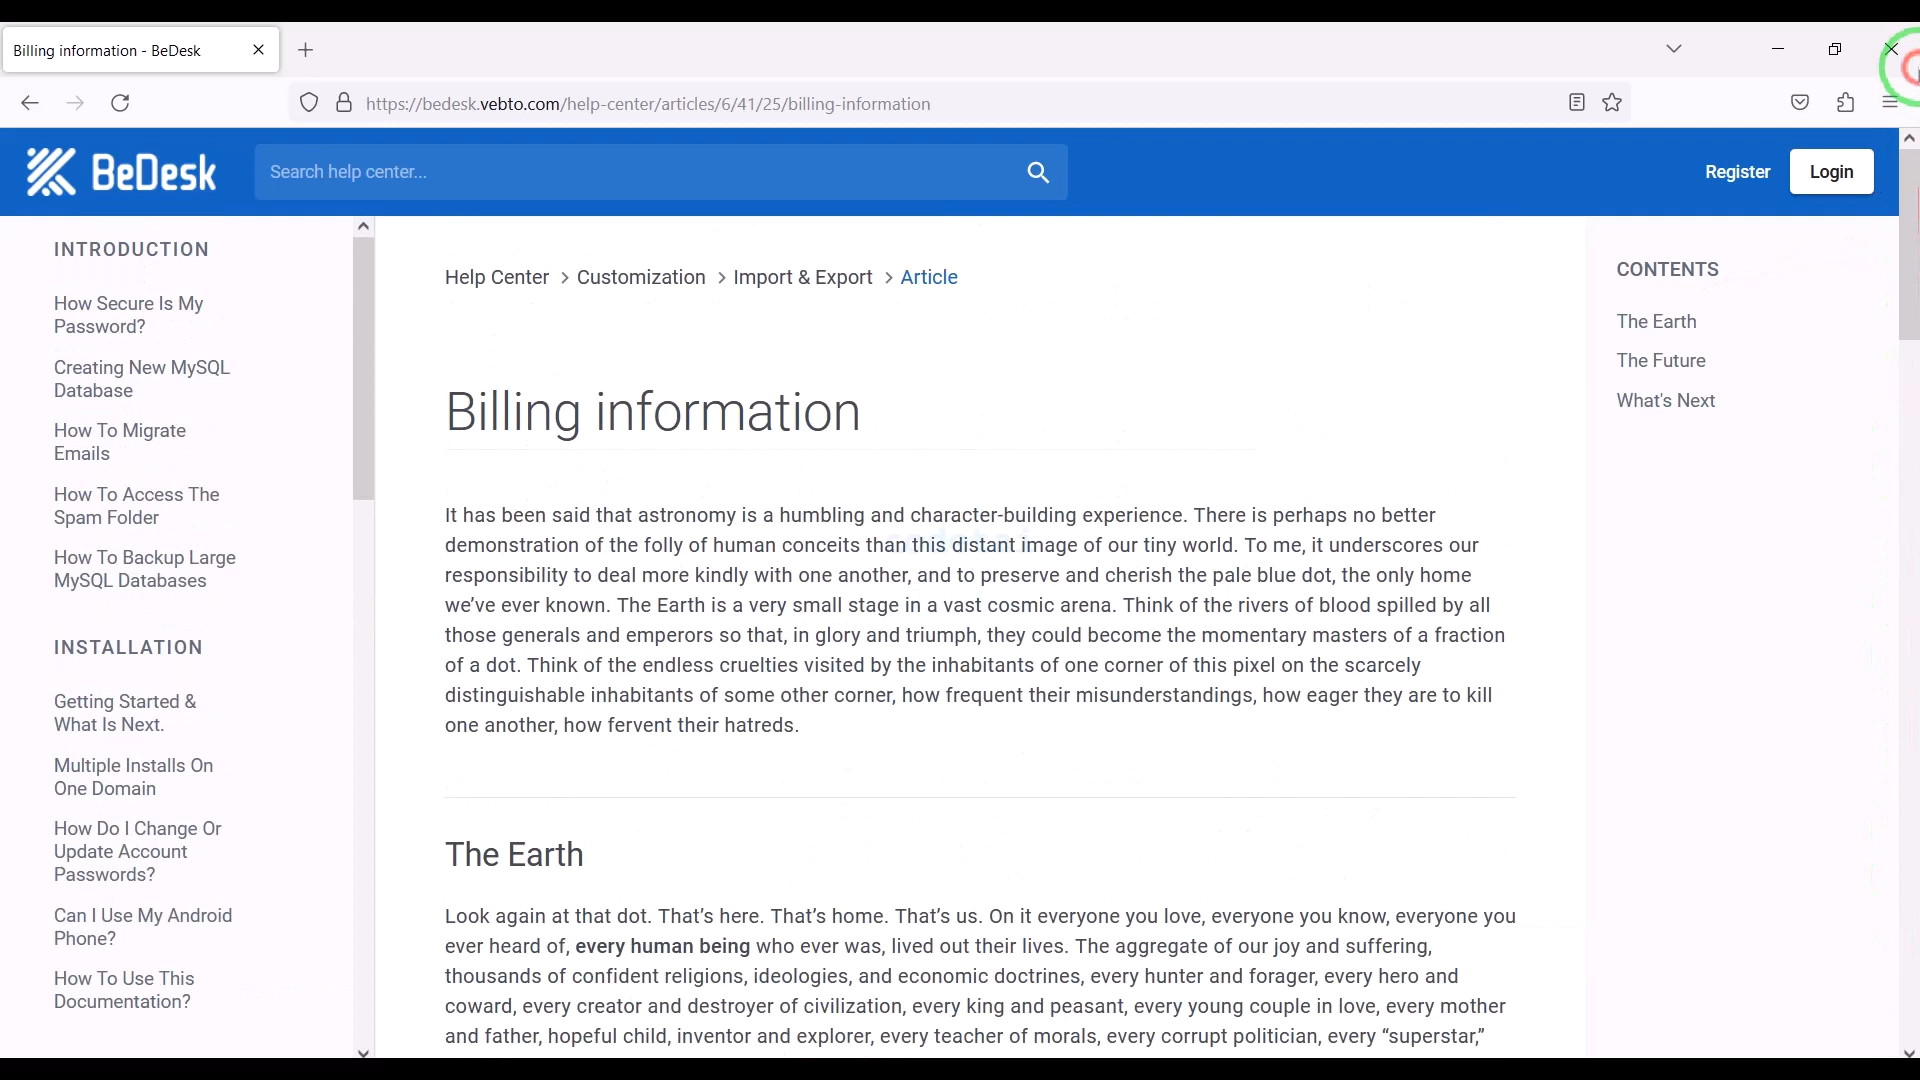 Billing information - BeDesk
https://bedesk.vebto.com/help-center/articles/6/41/25/billing-information
BeDesk
Search help center...
Register
Login
INTRODUCTION
How Secure Is My
Password?
Creating New MySQL
Database
How To Migrate
Emails
How To Access The
Spam Folder
How To Backup Large
MySQL Databases
INSTALLATION
Getting Started &
What Is Next.
Multiple Installs On
One Domain
How Do I Change Or
Update Account
Passwords?
Can I Use My Android
Phone?
How To Use This
Documentation?
Help Center > Customization > Import & Export > Article
Billing information
It has been said that astronomy is a humbling and character-building experience. There is perhaps no better
demonstration of the folly of human conceits than this distant image of our tiny world. To me, it underscores our
responsibility to deal more kindly with one another, and to preserve and cherish the pale blue dot, the only home
we’ve ever known. The Earth is a very small stage in a vast cosmic arena. Think of the rivers of blood spilled by all
those generals and emperors so that, in glory and triumph, they could become the momentary masters of a fraction
of a dot. Think of the endless cruelties visited by the inhabitants of one corner of this pixel on the scarcely
distinguishable inhabitants of some other corner, how frequent their misunderstandings, how eager they are to kill
one another, how fervent their hatreds.
The Earth
Look again at that dot. That’s here. That’s home. That’s us. On it everyone you love, everyone you know, everyone you
ever heard of, every human being who ever was, lived out their lives. The aggregate of our joy and suffering,
thousands of confident religions, ideologies, and economic doctrines, every hunter and forager, every hero and
coward, every creator and destroyer of civilization, every king and peasant, every young couple in love, every mother
and father, hopeful child, inventor and explorer, every teacher of morals, every corrupt politician, every “superstar,”
CONTENTS
The Earth
The Future
What's Next